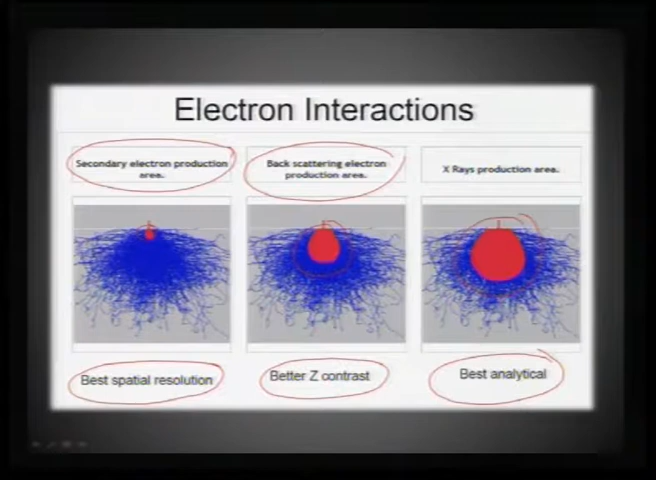 Electron Interactions
Secondary electron production
area.
Back scattering electron
production area.
X Rays production area.
Best spatial resolution
Better Z contrast
Best analytical